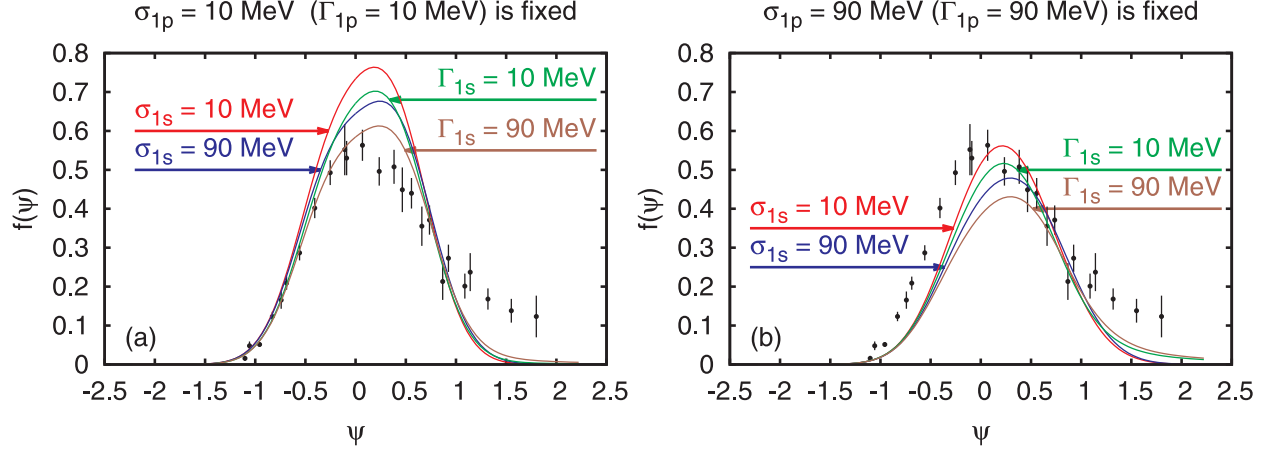 σ1p = 10 MeV (Γ1p = 10 MeV) is fixed
0.8
0.7
0.6
0.5
0.4
0.3
0.2
0.1
0
f(ψ)
Γ1s = 10 MeV
σ1s = 10 MeV
Γ1s = 90 MeV
σ1s = 90 MeV
(a)
-2.5 -2 -1.5 -1 -0.5 0 0.5 1 1.5 2 2.5
ψ
σ1p = 90 MeV (Γ1p = 90 MeV) is fixed
0.8
0.7
0.6
0.5
0.4
0.3
0.2
0.1
0
f(ψ)
Γ1s = 10 MeV
Γ1s = 90 MeV
σ1s = 10 MeV
σ1s = 90 MeV
(b)
-2.5 -2 -1.5 -1 -0.5 0 0.5 1 1.5 2 2.5
ψ